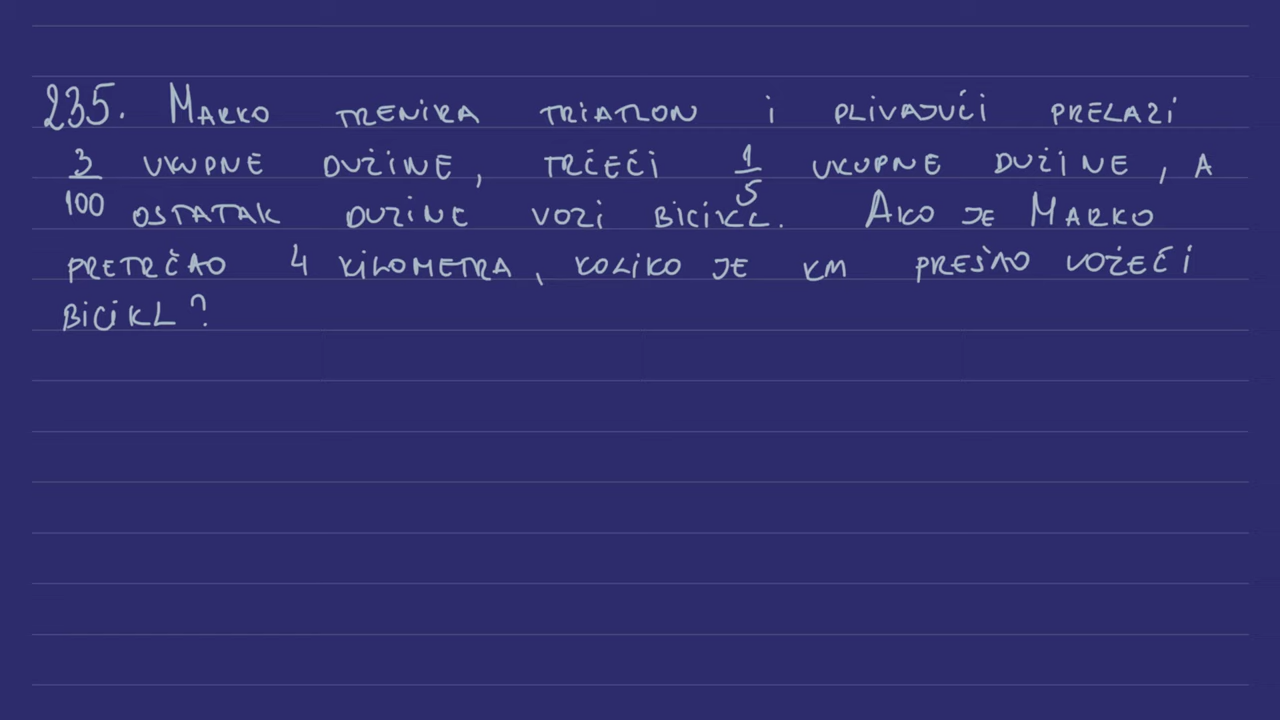 235. MARKO TRENIRA TRIATLON I PLIVAJUĆI PRELAZI
3/100 UKUPNE DUŽINE, TRČEĆI 1/5 UKUPNE DUŽINE, A
OSTATAK DUŽINE VOZI BICIKL. AKO JE MARKO
PRETRČAO 4 KILOMETRA, KOLIKO JE KM PREŠAO VOZEĆI
BICIKL?